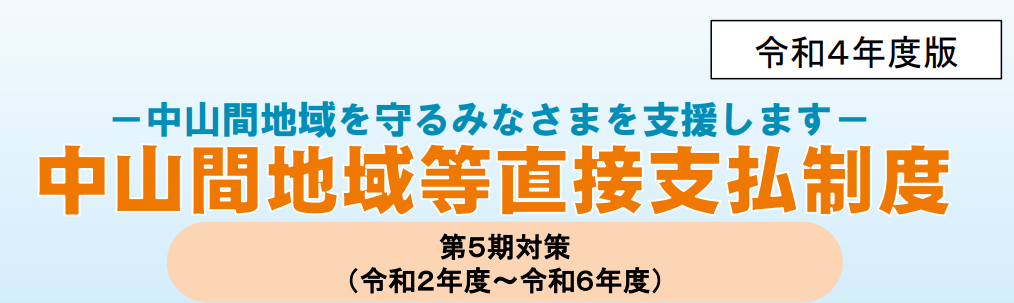 令和４年度版
－中山間地域を守るみなさまを支援します－
中山間地域等直接支払制度
第５期対策
（令和２年度～令和６年度）